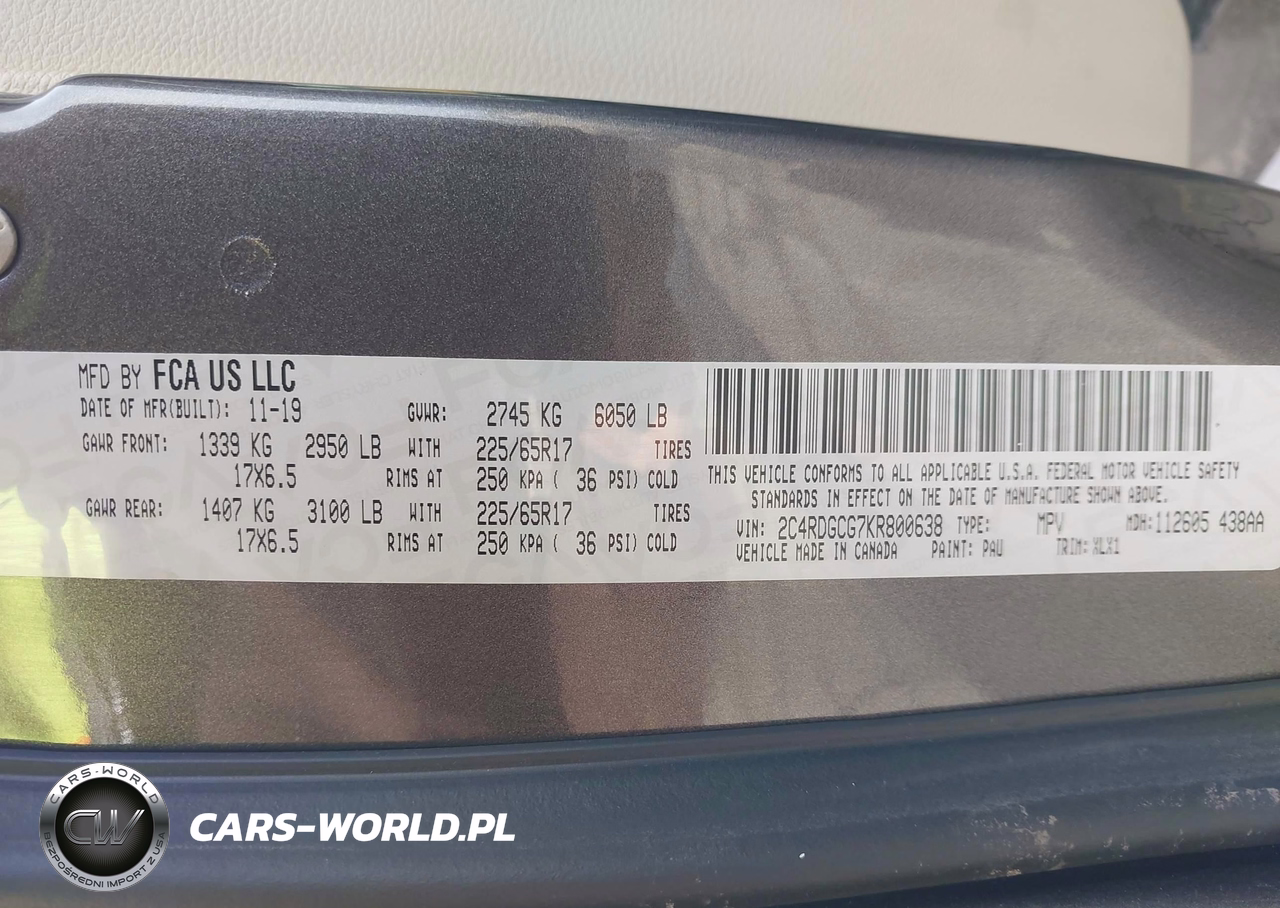 MFD BY FCA US LLC
DATE OF MFR(BUILT): 11-19 GVWR: 2745 KG 6050 LB
GAWR FRONT: 1339 KG 2950 LB WITH 225/65R17 TIRES
17X6.5 RIMS AT 250 KPA ( 36 PSI) COLD
GAWR REAR: 1407 KG 3100 LB WITH 225/65R17 TIRES
17X6.5 RIMS AT 250 KPA ( 36 PSI) COLD
THIS VEHICLE CONFORMS TO ALL APPLICABLE U.S.A. FEDERAL MOTOR VEHICLE SAFETY
STANDARDS IN EFFECT ON THE DATE OF MANUFACTURE SHOWN ABOVE.
VIN: 2C4RDGCG7KR800638 TYPE: MPV MDH:112605 438AA
VEHICLE MADE IN CANADA PAINT: PAU TRIM: XLX1
CARS-WORLD
CW
BEZPOŚREDNI IMPORT Z USA
CARS-WORLD.PL